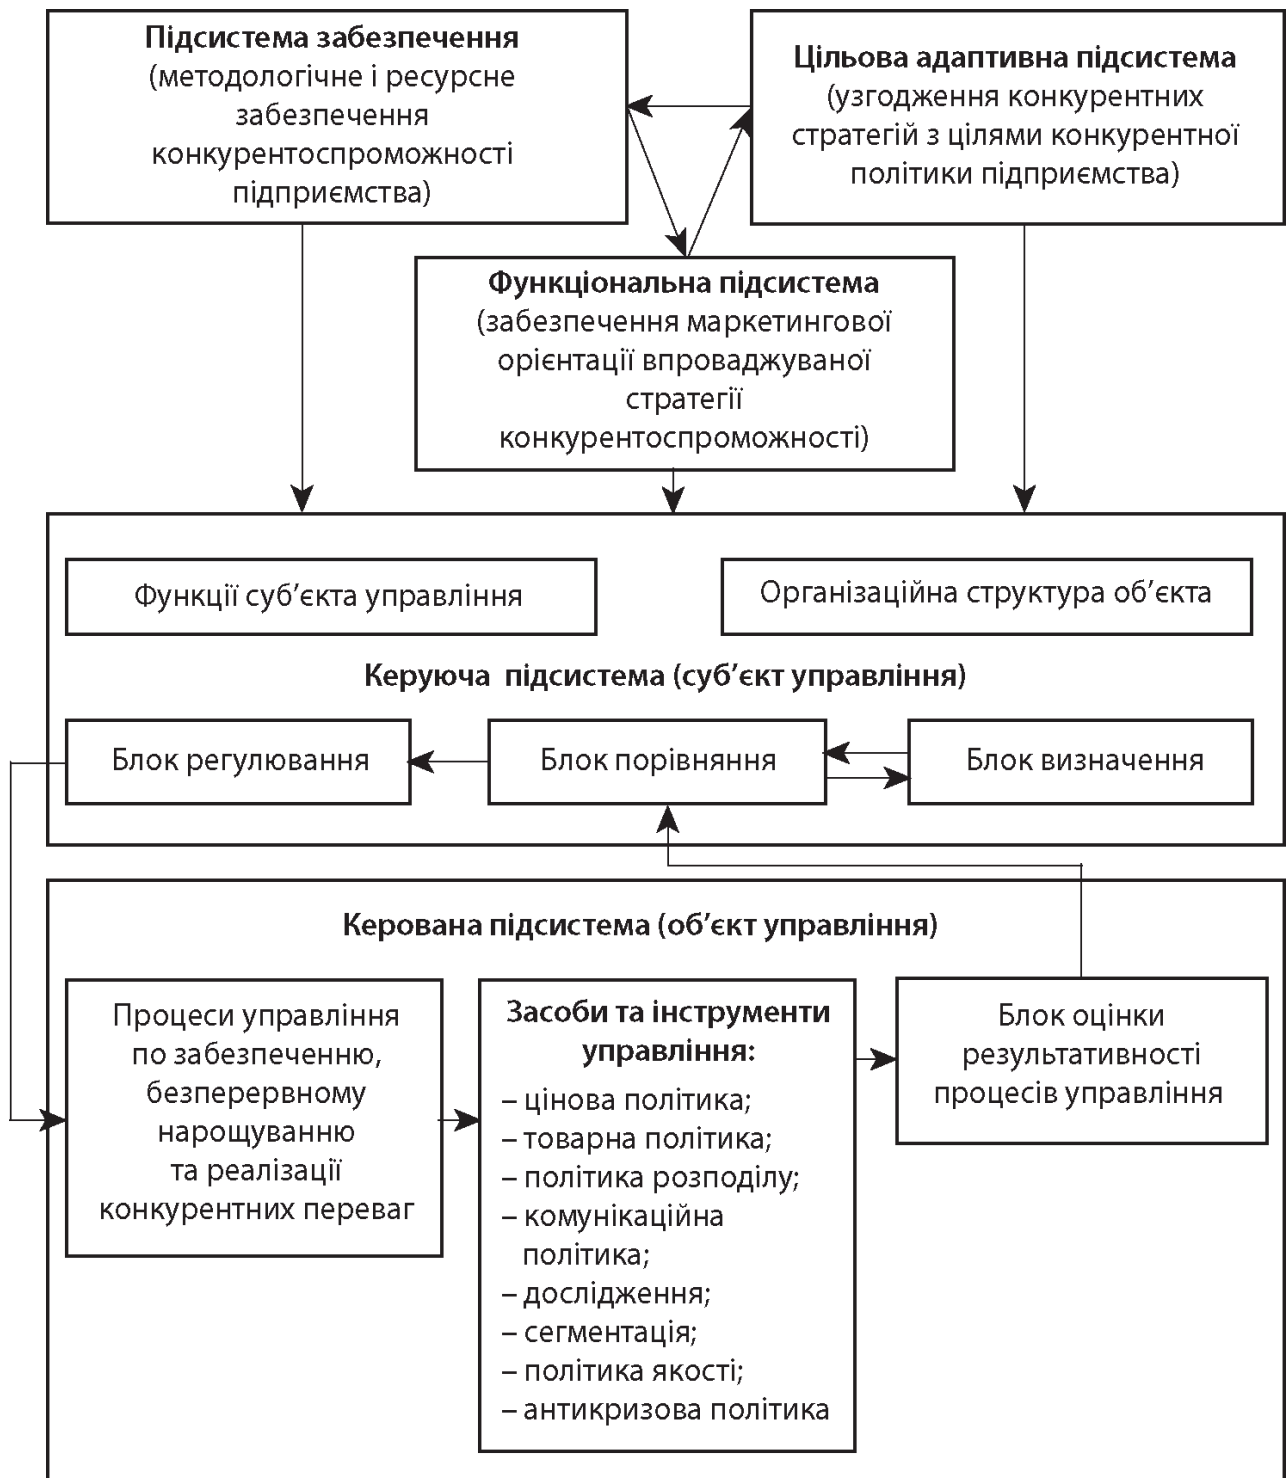 Підсистема забезпечення
(методологічне і ресурсне
забезпечення
конкурентоспроможності
підприємства)
Цільова адаптивна підсистема
(узгодження конкурентних
стратегій з цілями конкурентної
політики підприємства)
Функціональна підсистема
(забезпечення маркетингової
орієнтації впроваджуваної
стратегії
конкурентоспроможності)
Функції суб’єкта управління
Організаційна структура об’єкта
Керуюча підсистема (суб’єкт управління)
Блок регулювання
Блок порівняння
Блок визначення
Керована підсистема (об’єкт управління)
Процеси управління
по забезпеченню,
безперервному
нарощуванню
та реалізації
конкурентних переваг
Засоби та інструменти
управління:
– цінова політика;
– товарна політика;
– політика розподілу;
– комунікаційна
політика;
– дослідження;
– сегментація;
– політика якості;
– антикризова політика
Блок оцінки
результативності
процесів управління